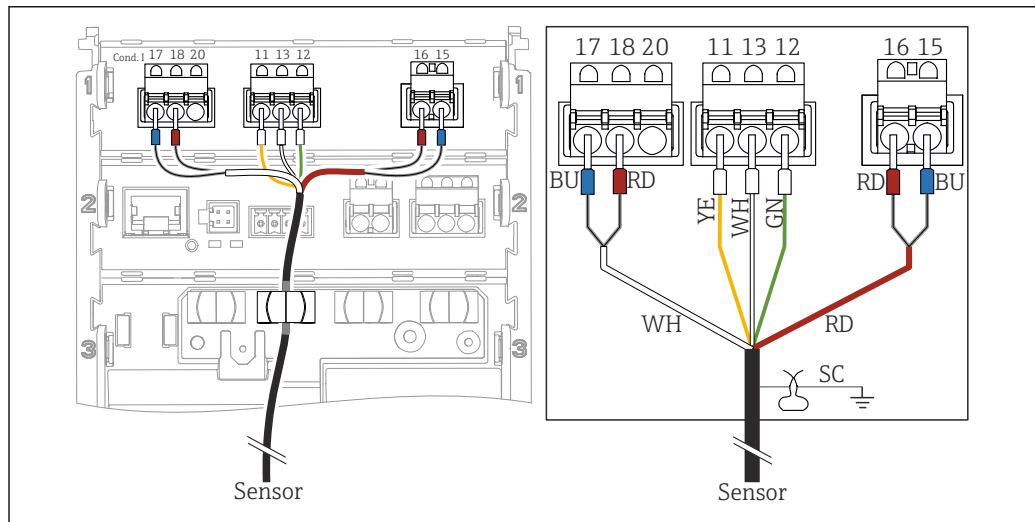 Cond. I 17 18 20 11 13 12 16 15
1 1
2 2
3 3
Sensor
17 18 20 11 13 12 16 15
BU RD YE WH GN RD BU
WH RD
SC
Sensor